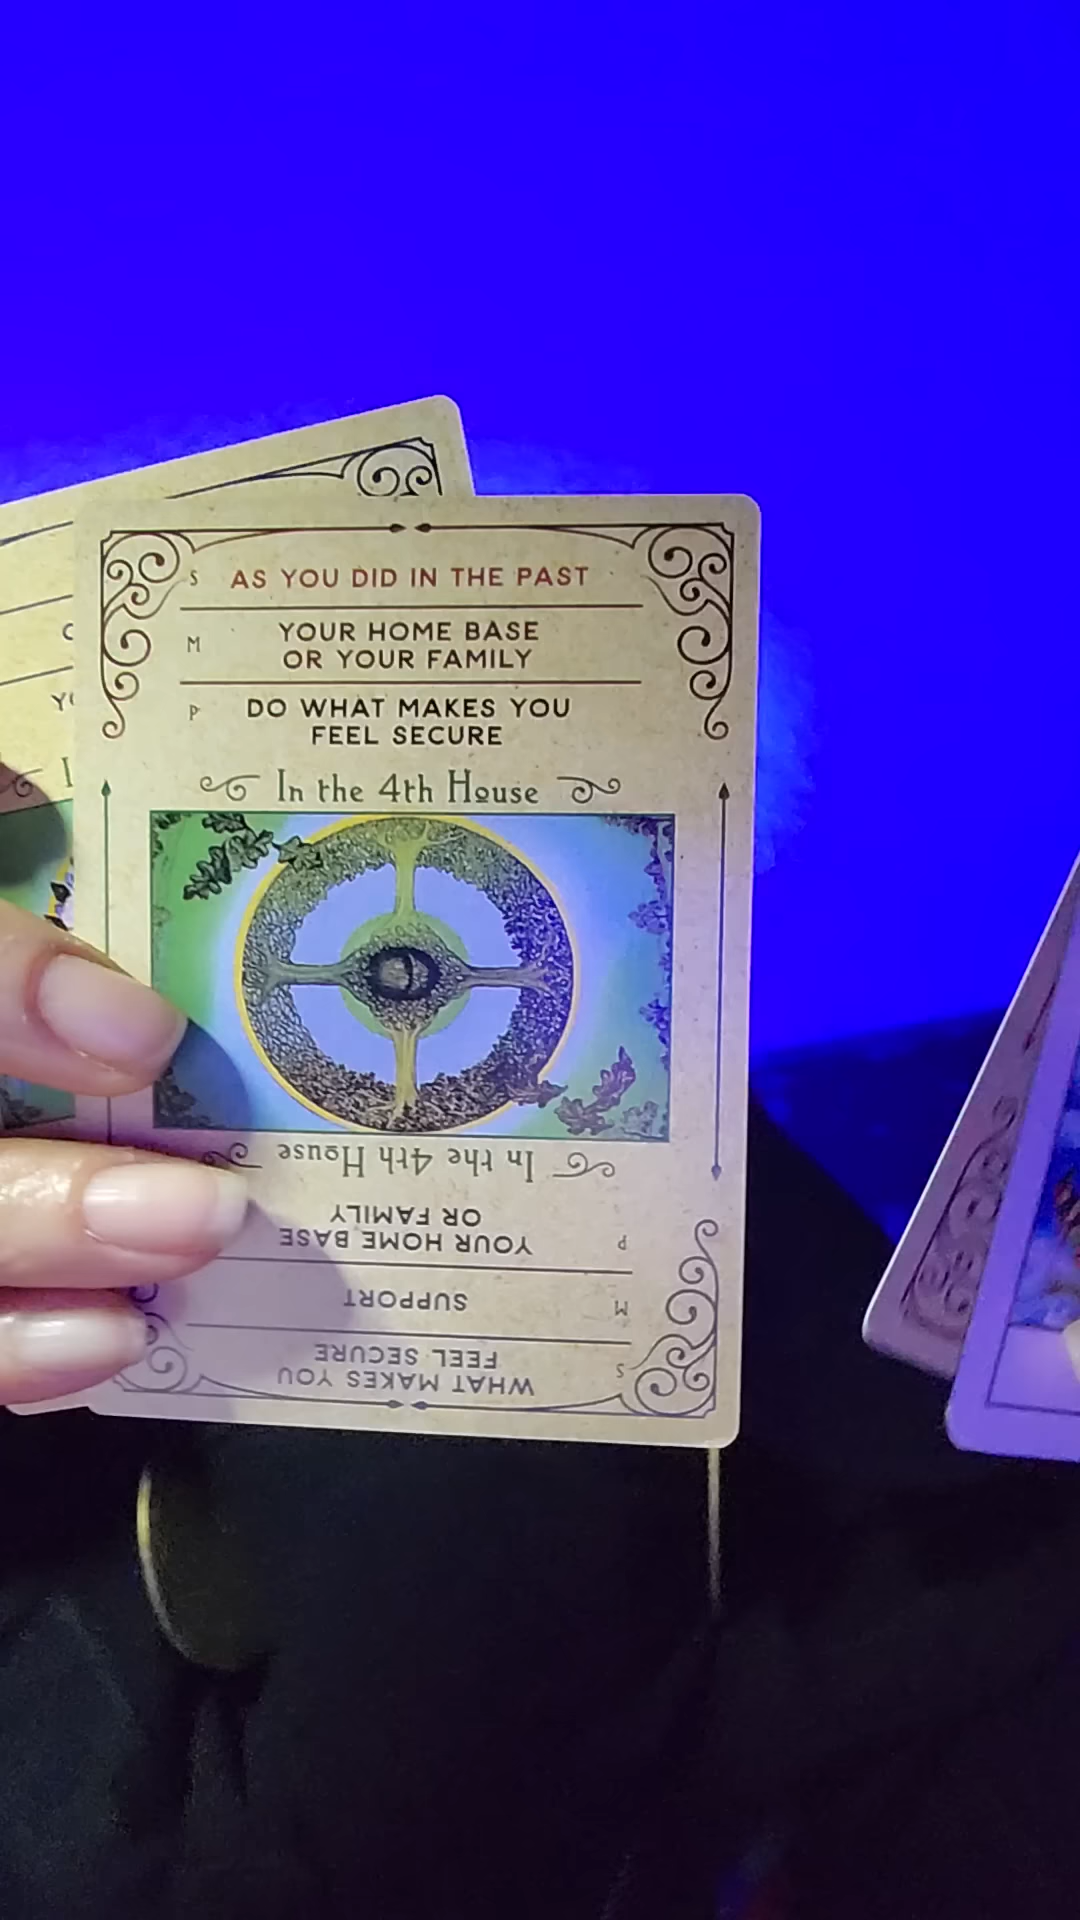 S AS YOU DID IN THE PAST
M YOUR HOME BASE
OR YOUR FAMILY
P DO WHAT MAKES YOU
FEEL SECURE
In the 4th House
In the 4th House
P YOUR HOME BASE
OR FAMILY
M SUPPORT
S WHAT MAKES YOU
FEEL SECURE